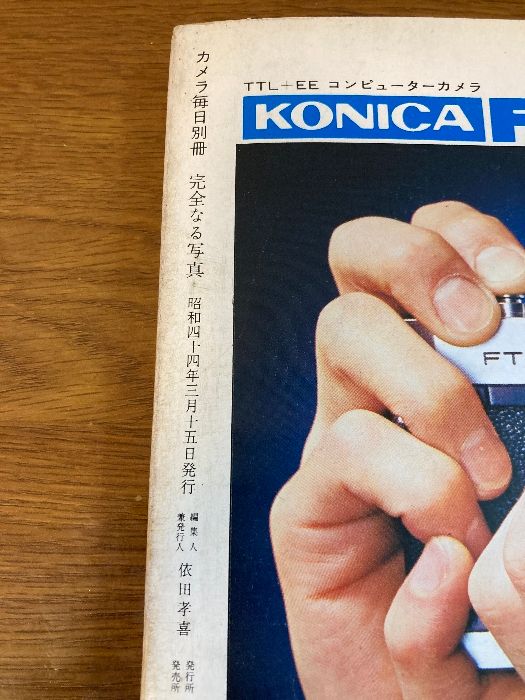 カメラ毎日別冊 完全なる写真 昭和四十四年三月十五日発行
編集人
兼発行人
依田孝喜
発行所
発売所
TTL+EE コンピューターカメラ
KONICA F
FT